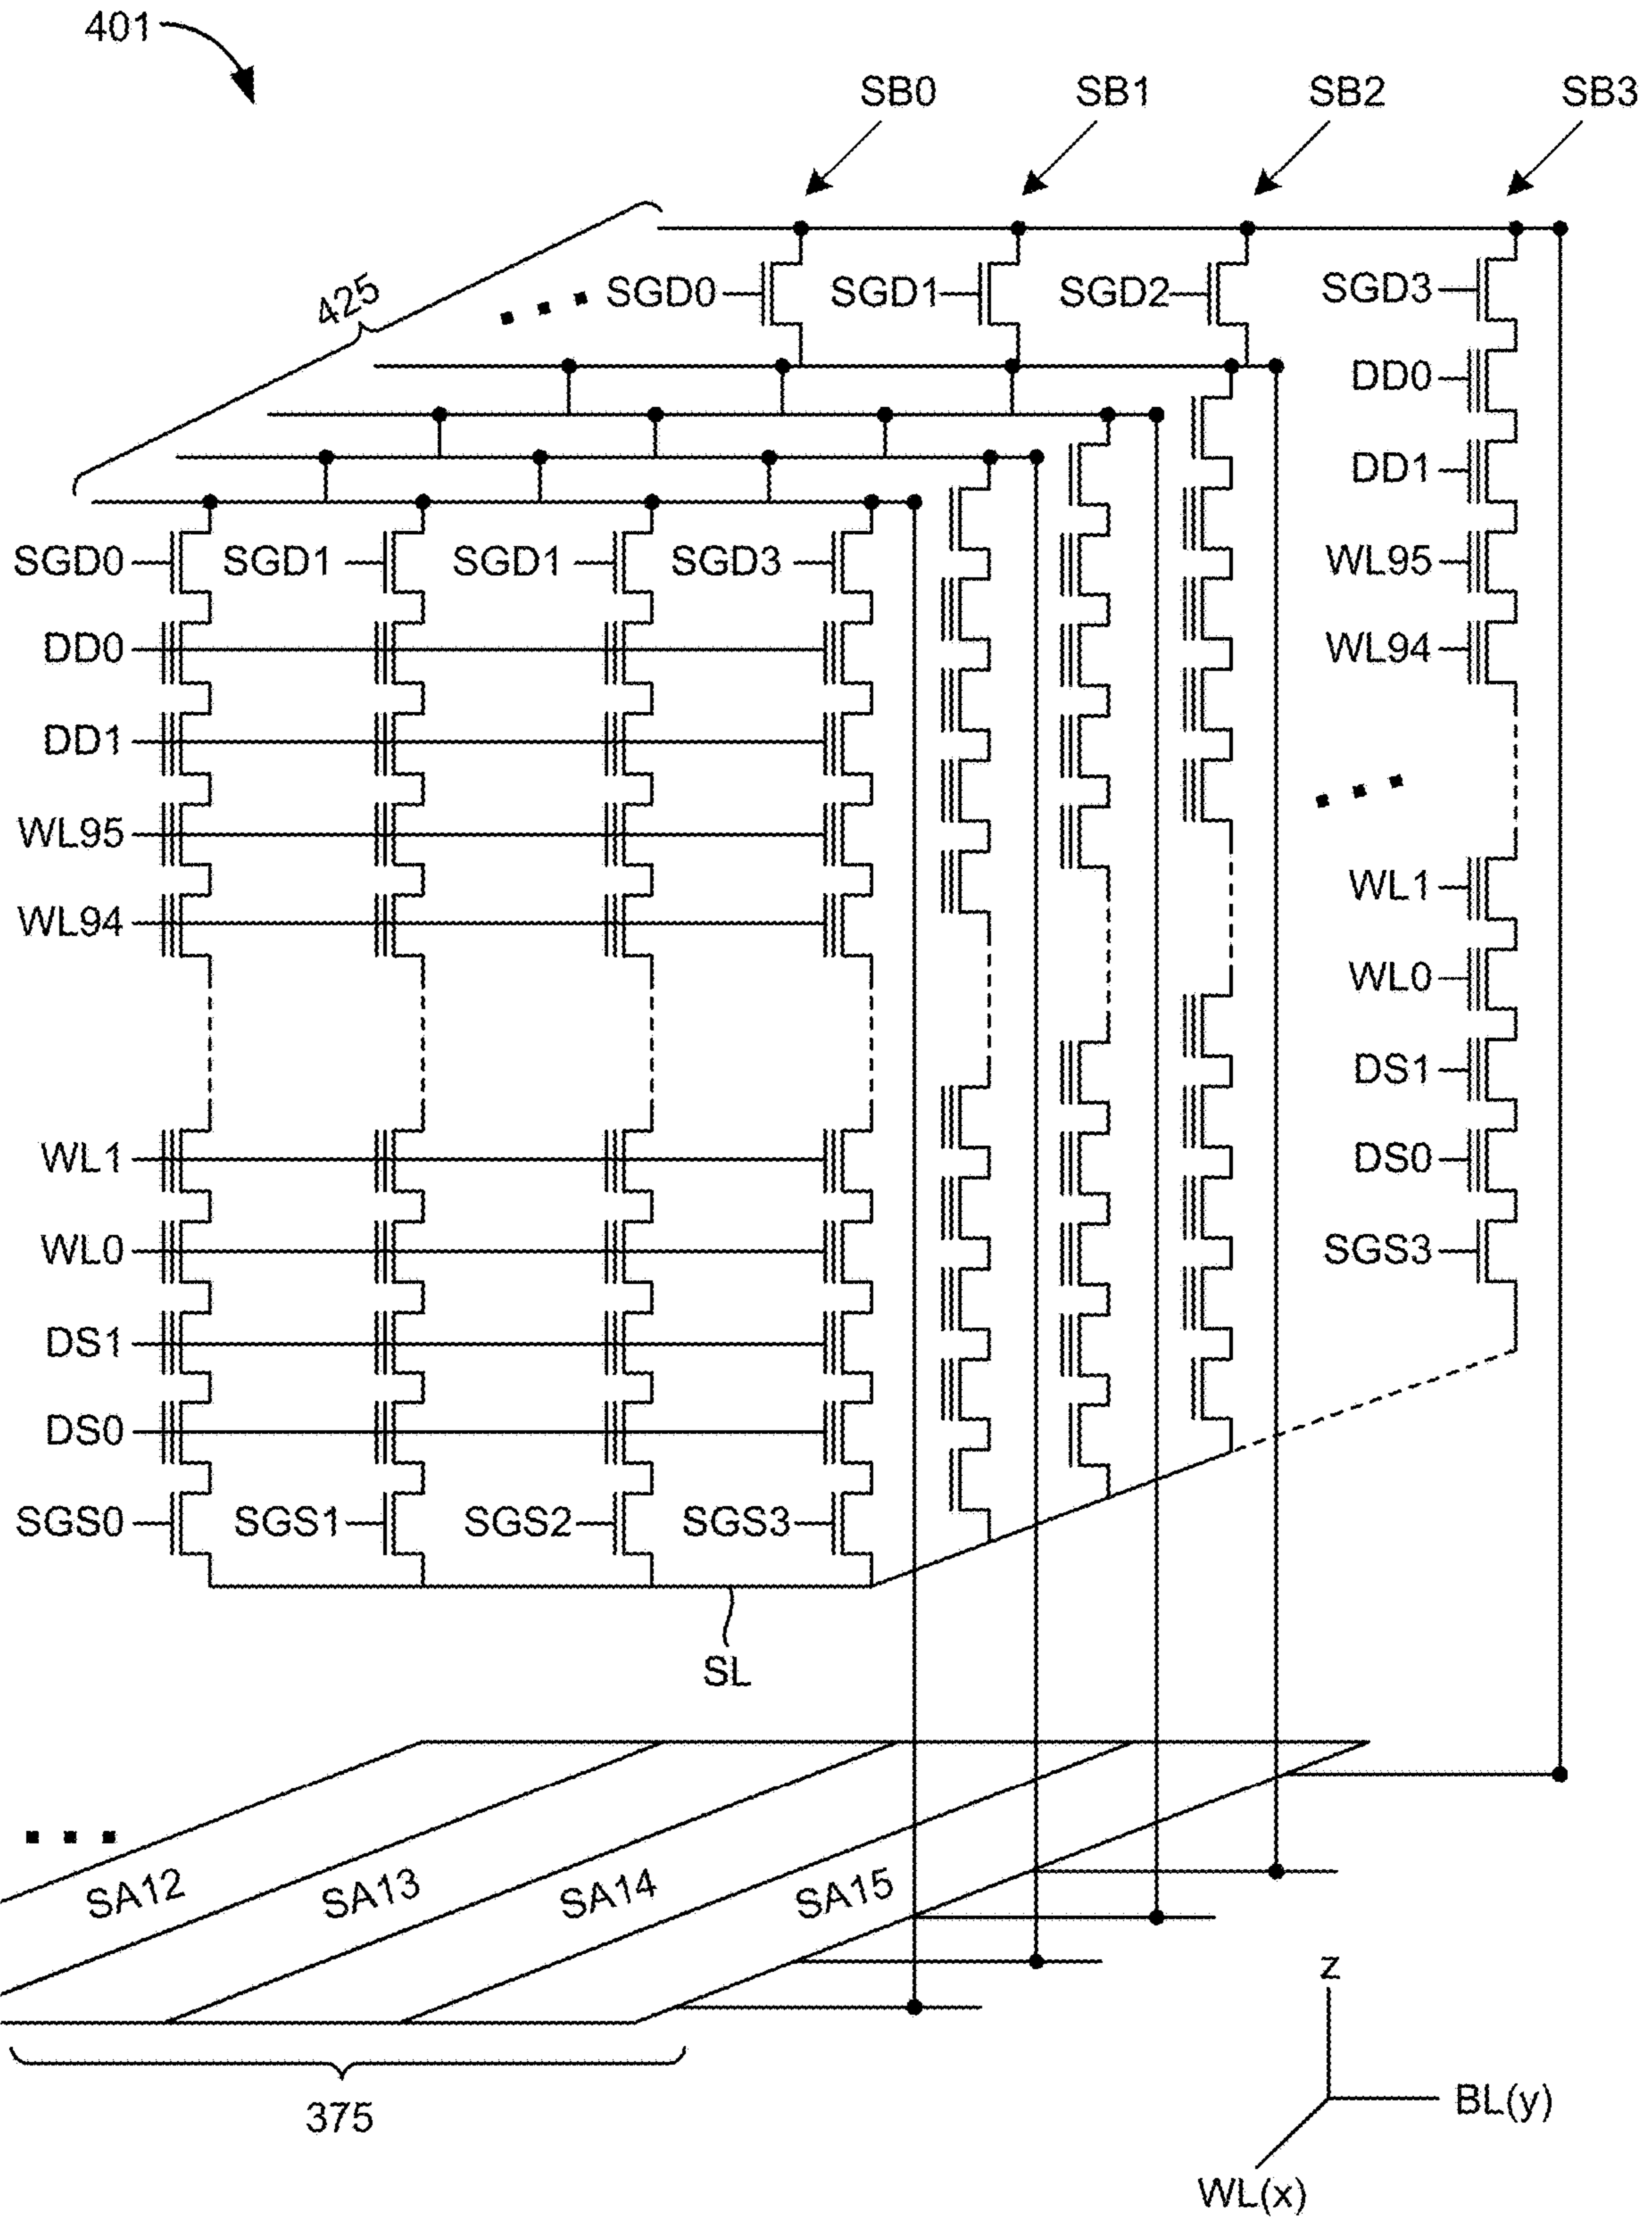 401
SB0 SB1 SB2 SB3
425
SGD0 SGD1 SGD2 SGD3
DD0
DD1
WL95
WL94
WL1
WL0
DS1
DS0
SGS3
SGD0 SGD1 SGD1 SGD3
DD0
DD1
WL95
WL94
WL1
WL0
DS1
DS0
SGS0 SGS1 SGS2 SGS3
SL
SA12 SA13 SA14 SA15
375
z
BL(y)
WL(x)